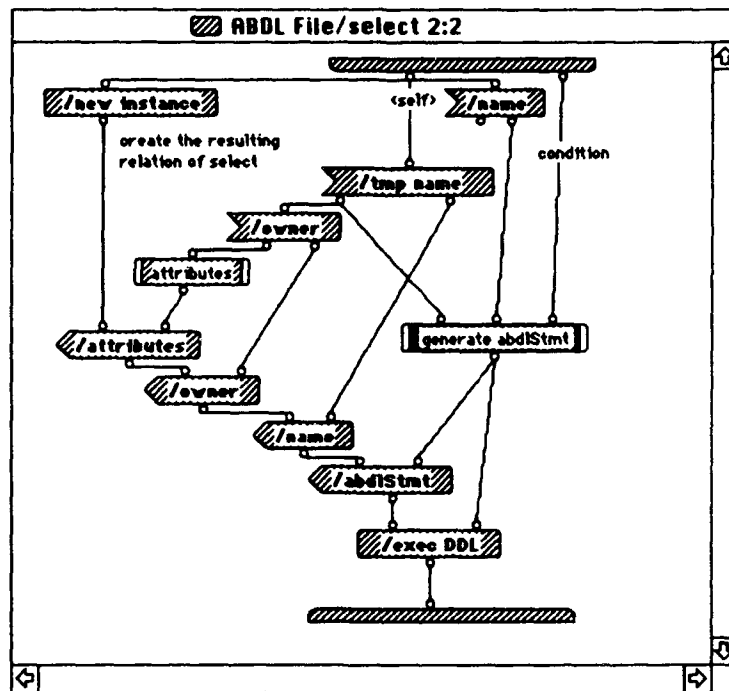 ABDL File/select 2:2
/new instance
<self>
/name
create the resulting
relation of select
condition
/tmp name
/owner
attributes
/attributes
generate abdlStmt
/owner
/name
/abdlStmt
/exec DDL